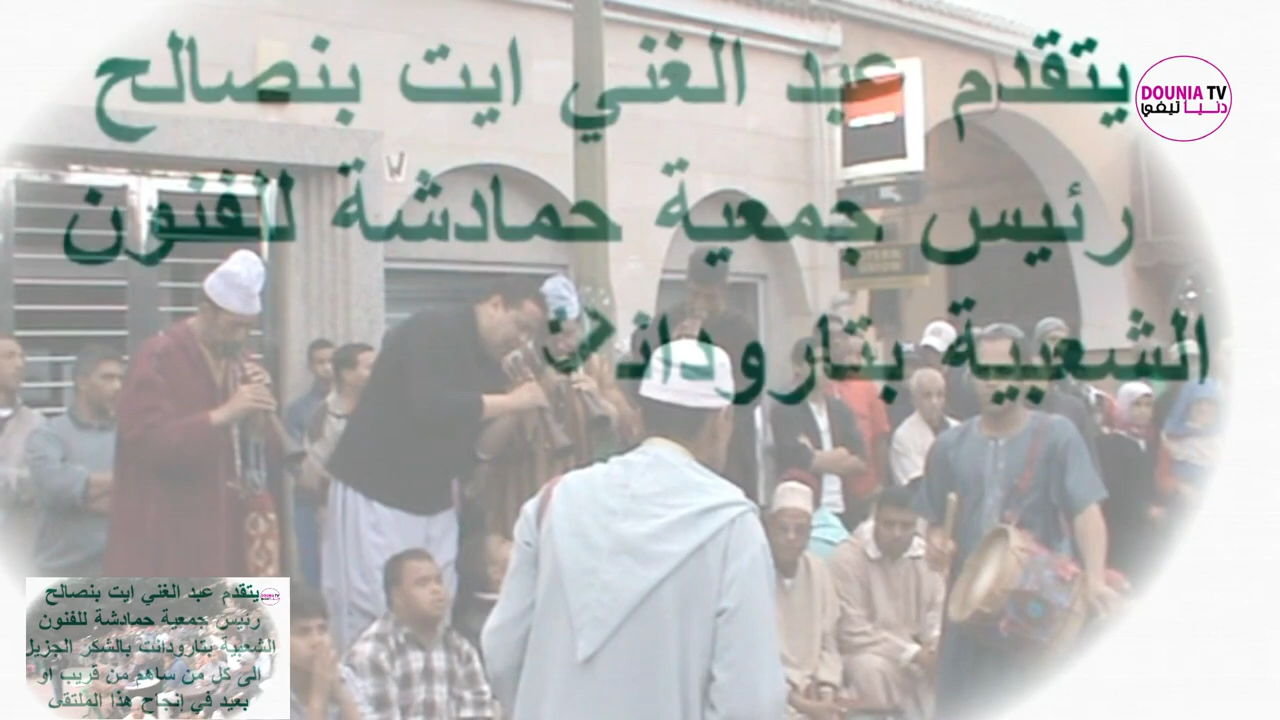 يتقدم عبد الغني ايت بنصالح
رئيس جمعية حمادشة للفنون
الشعبية بتارودانت
DOUNIA TV
دنيا تيفي
يتقدم عبد الغني ايت بنصالح
رئيس جمعية حمادشة للفنون
الشعبية بتارودانت بالشكر الجزيل
الى كل من ساهم من قريب او
بعيد في إنجاح هذا الملتقى